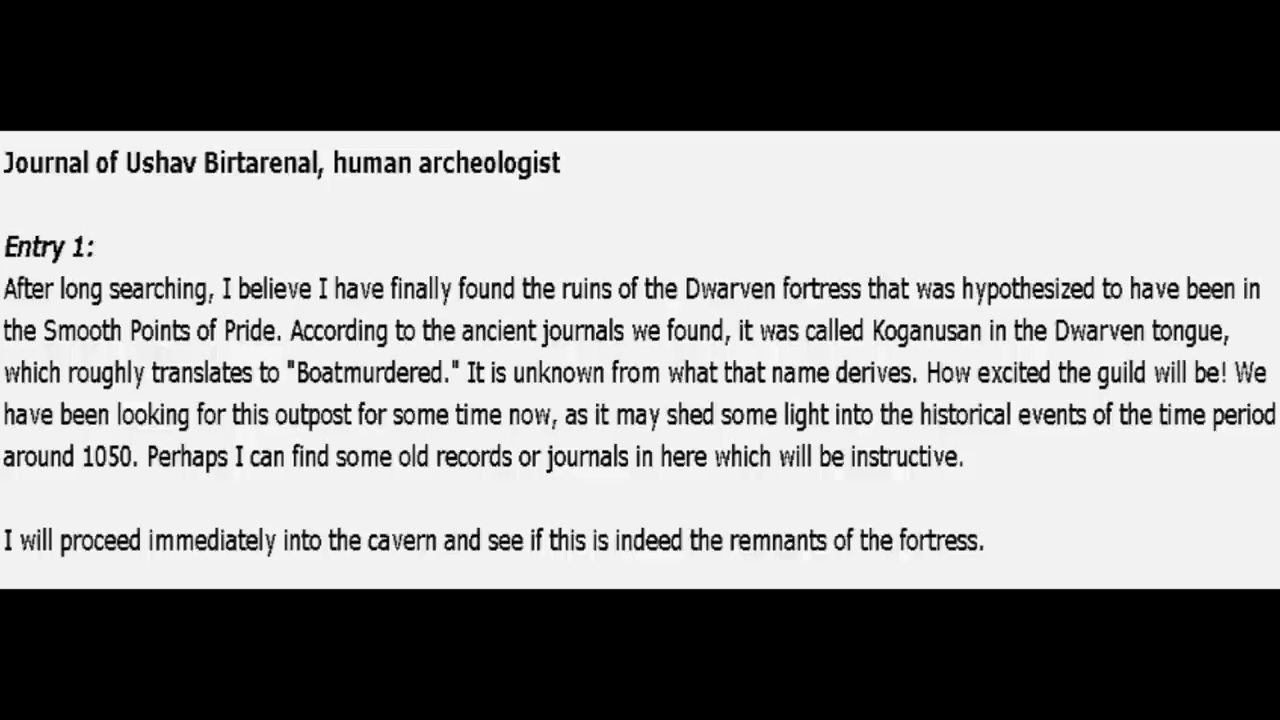 Journal of Ushav Birtarenal, human archeologist
Entry 1:
After long searching, I believe I have finally found the ruins of the Dwarven fortress that was hypothesized to have been in
the Smooth Points of Pride. According to the ancient journals we found, it was called Koganusan in the Dwarven tongue,
which roughly translates to "Boatmurdered." It is unknown from what that name derives. How excited the guild will be! We
have been looking for this outpost for some time now, as it may shed some light into the historical events of the time period
around 1050. Perhaps I can find some old records or journals in here which will be instructive.
I will proceed immediately into the cavern and see if this is indeed the remnants of the fortress.